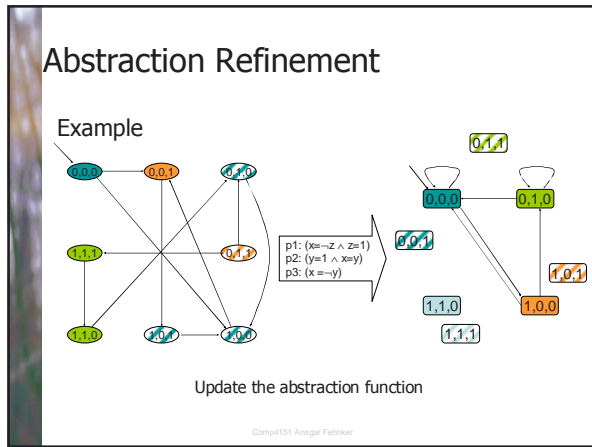 Abstraction Refinement
Example
0,0,0
0,0,1
0,1,0
1,1,1
0,1,1
1,1,0
1,0,1
1,0,0
p1: (x=¬z ∧ z=1)
p2: (y=1 ∧ x=y)
p3: (x =¬y)
0,1,1
0,0,0
0,1,0
0,0,1
1,0,1
1,1,0
1,0,0
1,1,1
Update the abstraction function
Comp4151 Ansgar Fehnker